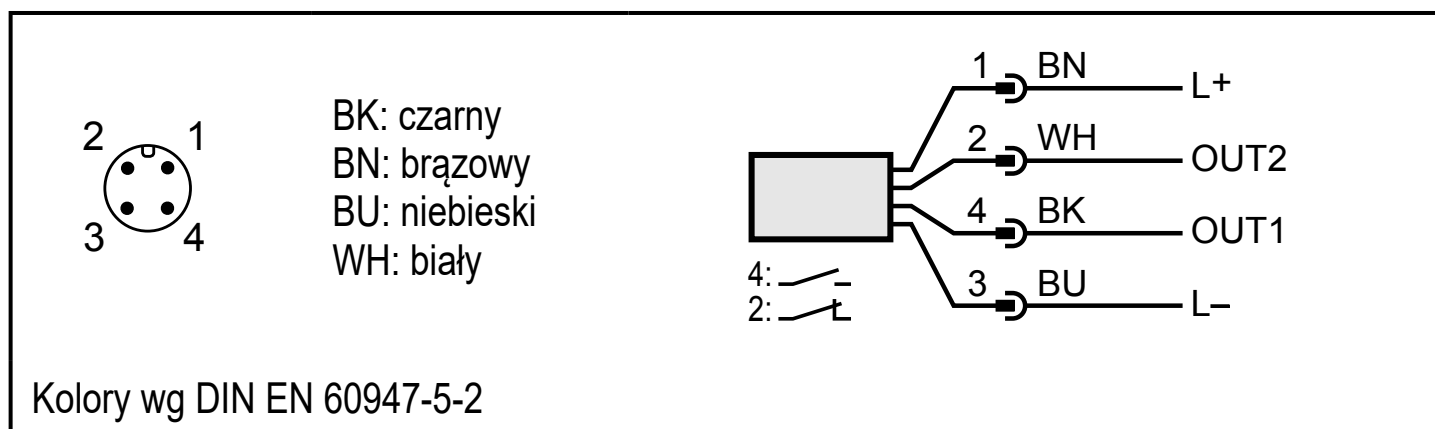 2 1
3 4
BK: czarny
BN: brązowy
BU: niebieski
WH: biały
1 BN L+
2 WH OUT2
4 BK OUT1
3 BU L–
4:
2:
Kolory wg DIN EN 60947-5-2